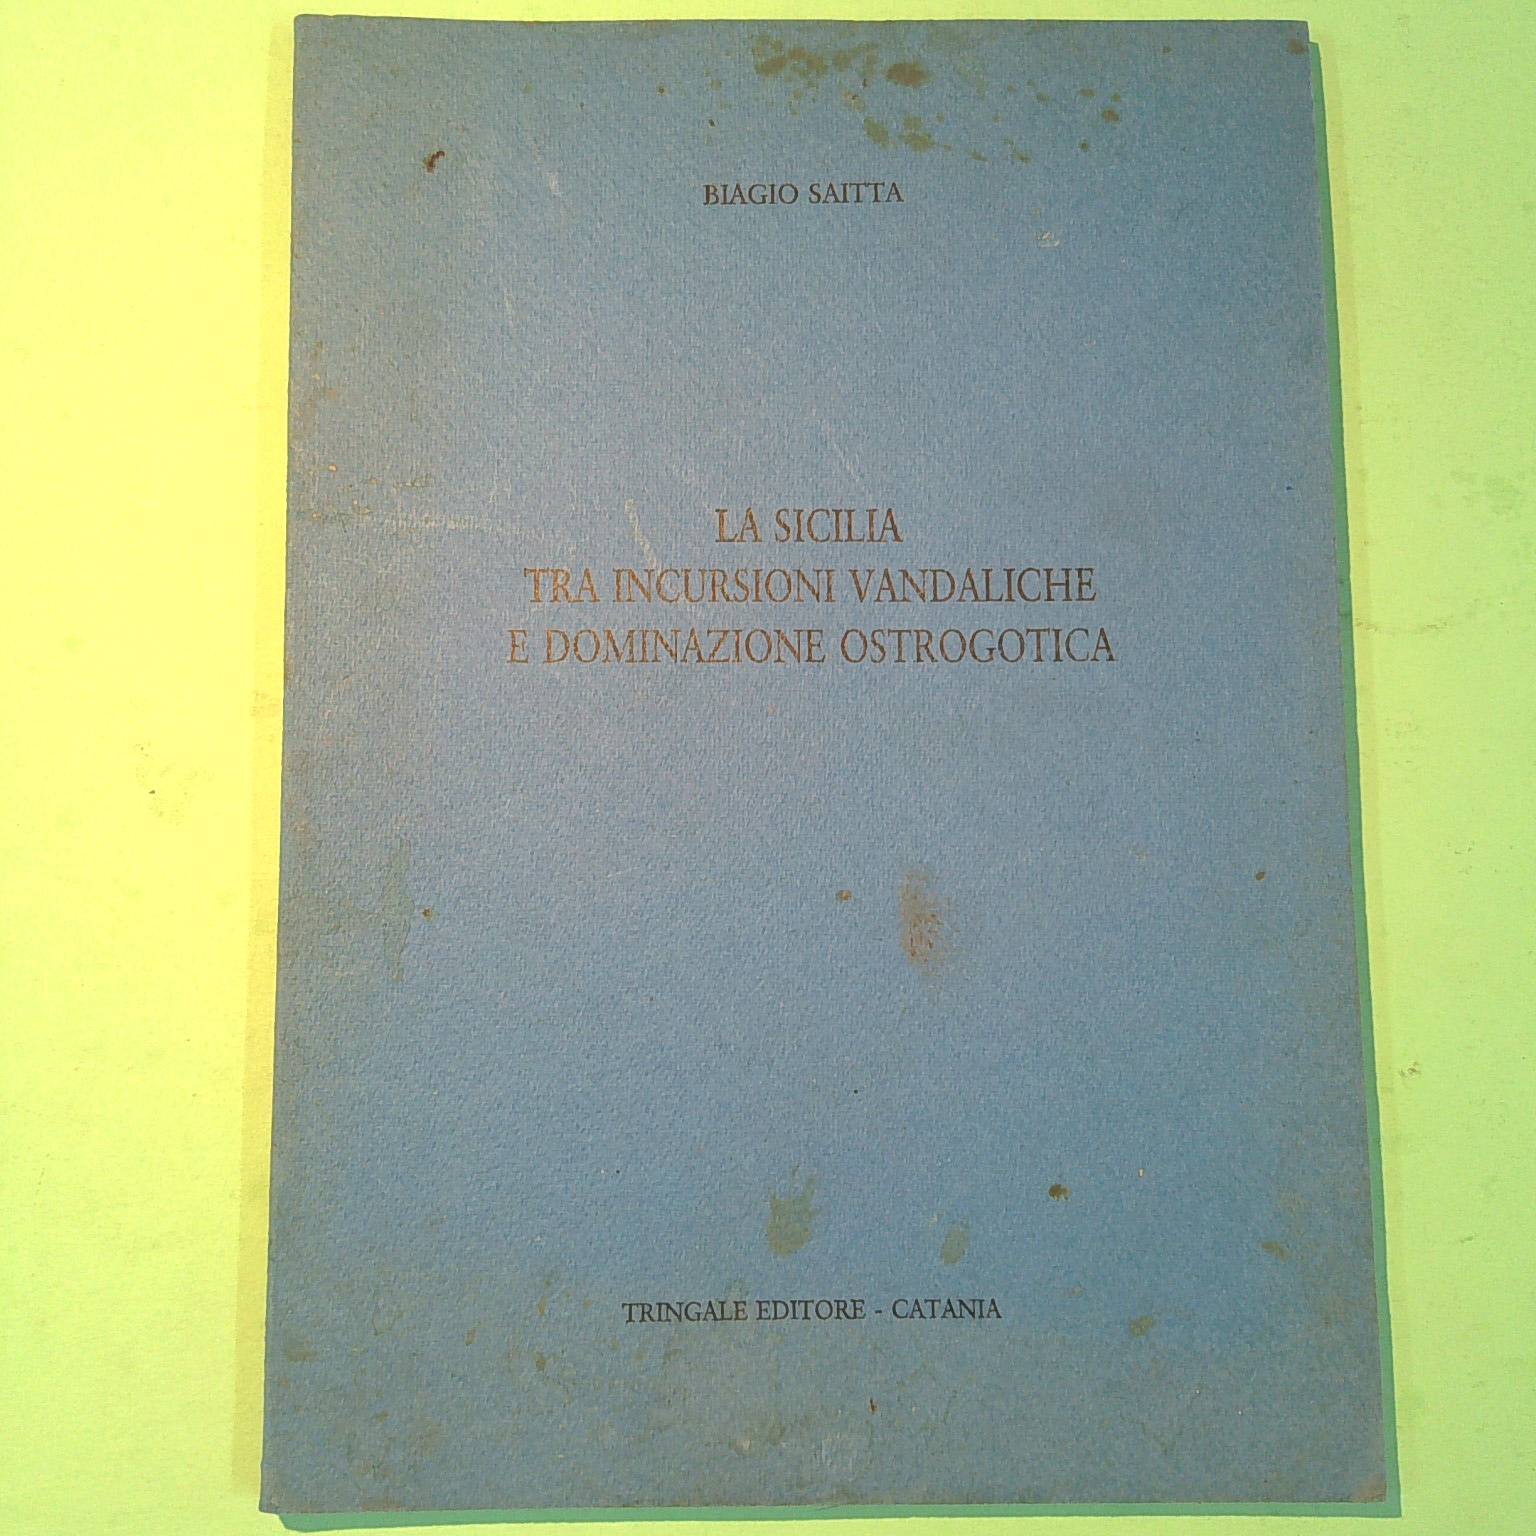 BIAGIO SAITTA
LA SICILIA
TRA INCURSIONI VANDALICHE
E DOMINAZIONE OSTROGOTICA
TRINGALE EDITORE - CATANIA